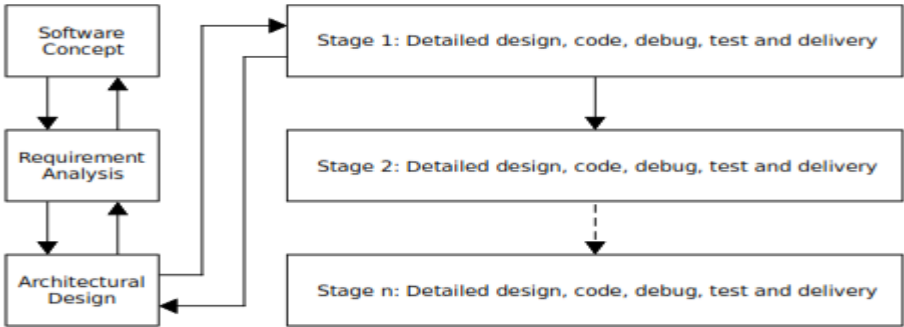 Software
Concept
Stage 1: Detailed design, code, debug, test and delivery
Requirement
Analysis
Stage 2: Detailed design, code, debug, test and delivery
Architectural
Design
Stage n: Detailed design, code, debug, test and delivery